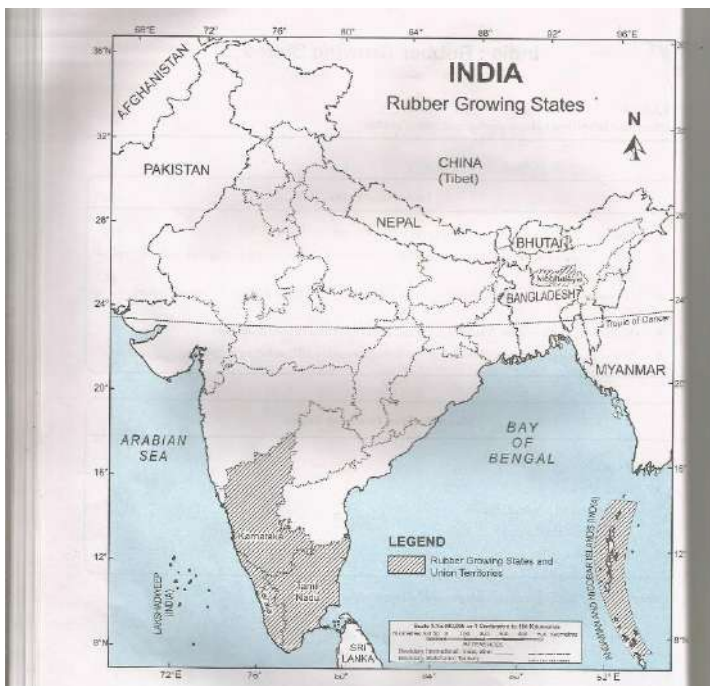 68°E 72° 76° 80° 84° 88° 92° 96°E
INDIA
Rubber Growing States
N
AFGHANISTAN
PAKISTAN
CHINA
(Tibet)
NEPAL
BHUTAN
BANGLADESH
Tropic of Cancer
MYANMAR
36°N
32°
28°
24°
20°
16°
12°
8°N
ARABIAN
SEA
BAY
OF
BENGAL
Karnataka
Tamil
Nadu
LAKSHADWEEP
(INDIA)
ANDAMAN AND NICOBAR ISLANDS (INDIA)
LEGEND
Rubber Growing States and
Union Territories
SRI
LANKA
72°E 76° 80° 84° 92°E